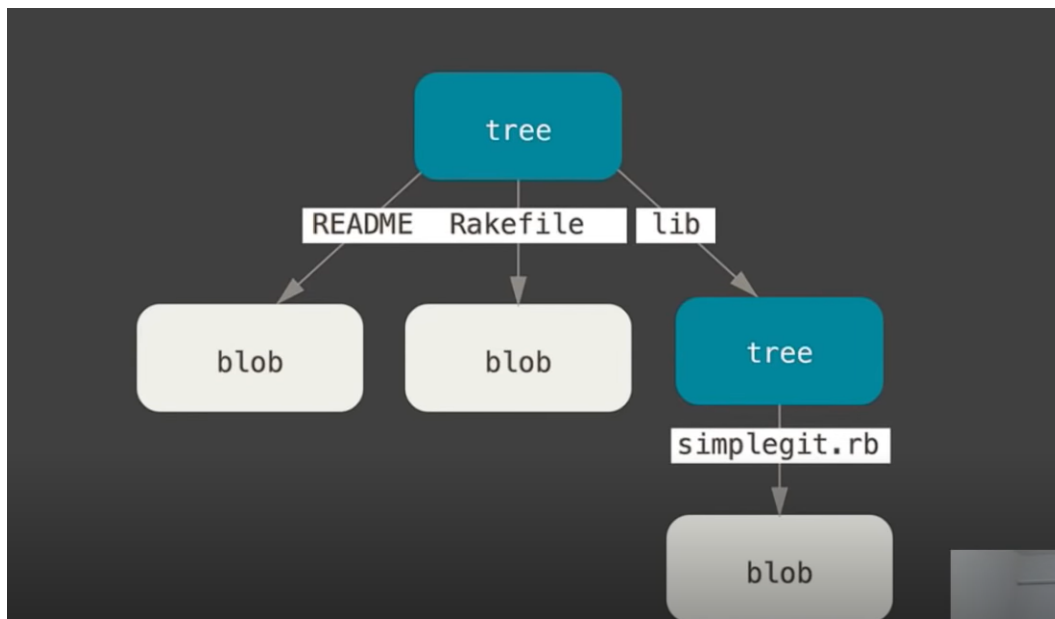 tree
README Rakefile lib
blob blob tree
simplegit.rb
blob